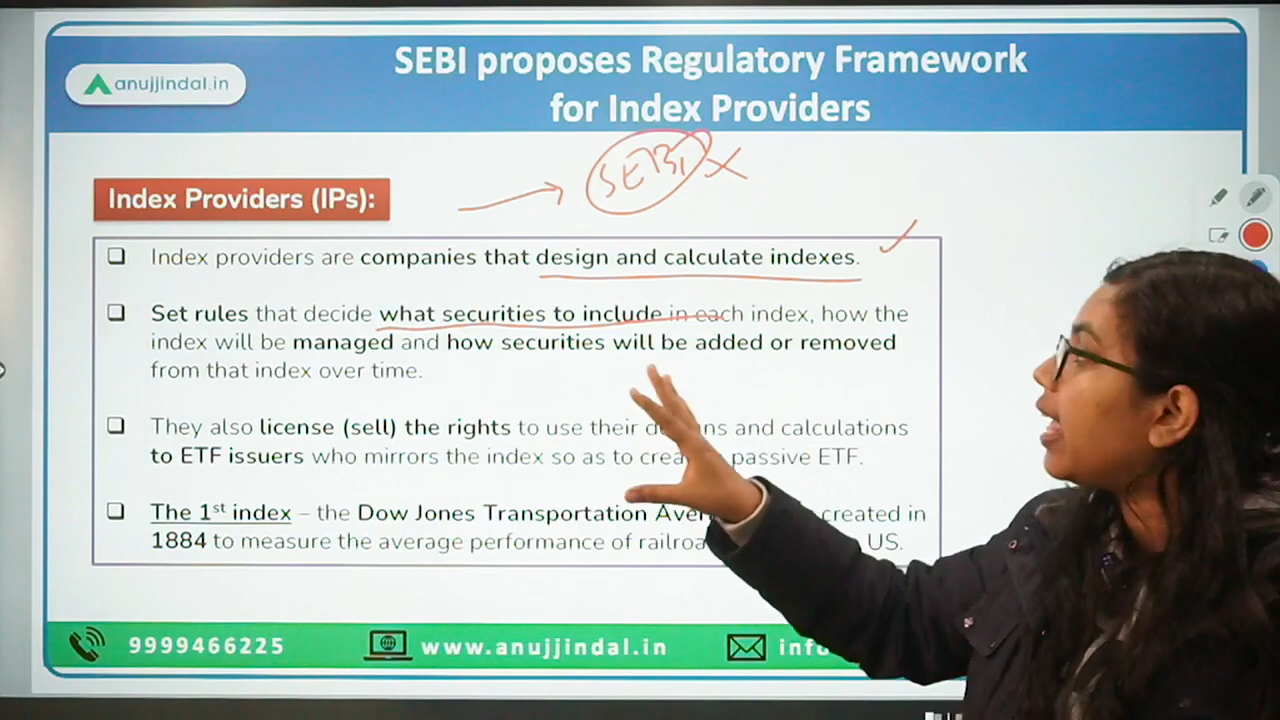 SEBI proposes Regulatory Framework
for Index Providers
anujjindal.in
SEBI X
Index Providers (IPs):
Index providers are companies that design and calculate indexes.
Set rules that decide what securities to include in each index, how the
index will be managed and how securities will be added or removed
from that index over time.
They also license (sell) the rights to use their and calculations
to ETF issuers who mirrors the index so as to passive ETF.
The 1st index – the Dow Jones Transportation created in
1884 to measure the average performance of US.
9999466225
www.anujjindal.in